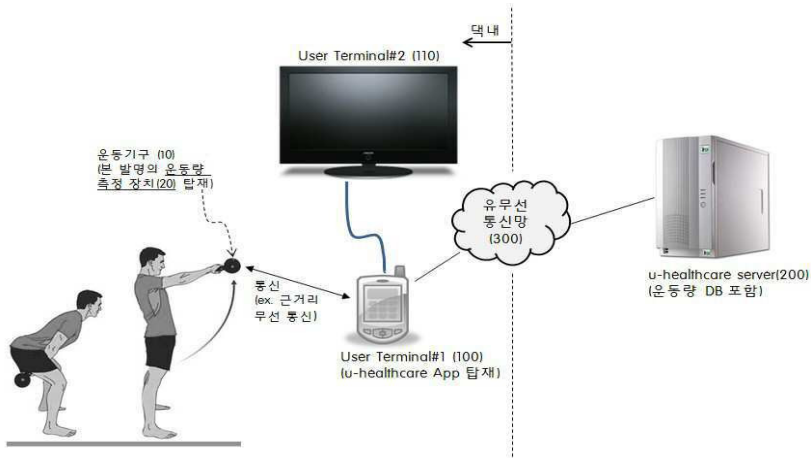 댁내
User Terminal#2 (110)
운동기구 (10)
(본 발명의 운동량
측정 장치(20) 탑재)
유무선
통신망
(300)
통신
(ex. 근거리
무선 통신)
u-healthcare server(200)
(운동량 DB 포함)
User Terminal#1 (100)
(u-healthcare App 탑재)